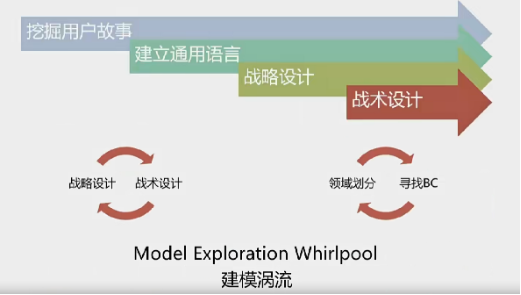 挖掘用户故事
建立通用语言
战略设计
战术设计
战略设计 战术设计
领域划分 寻找BC
Model Exploration Whirlpool
建模涡流